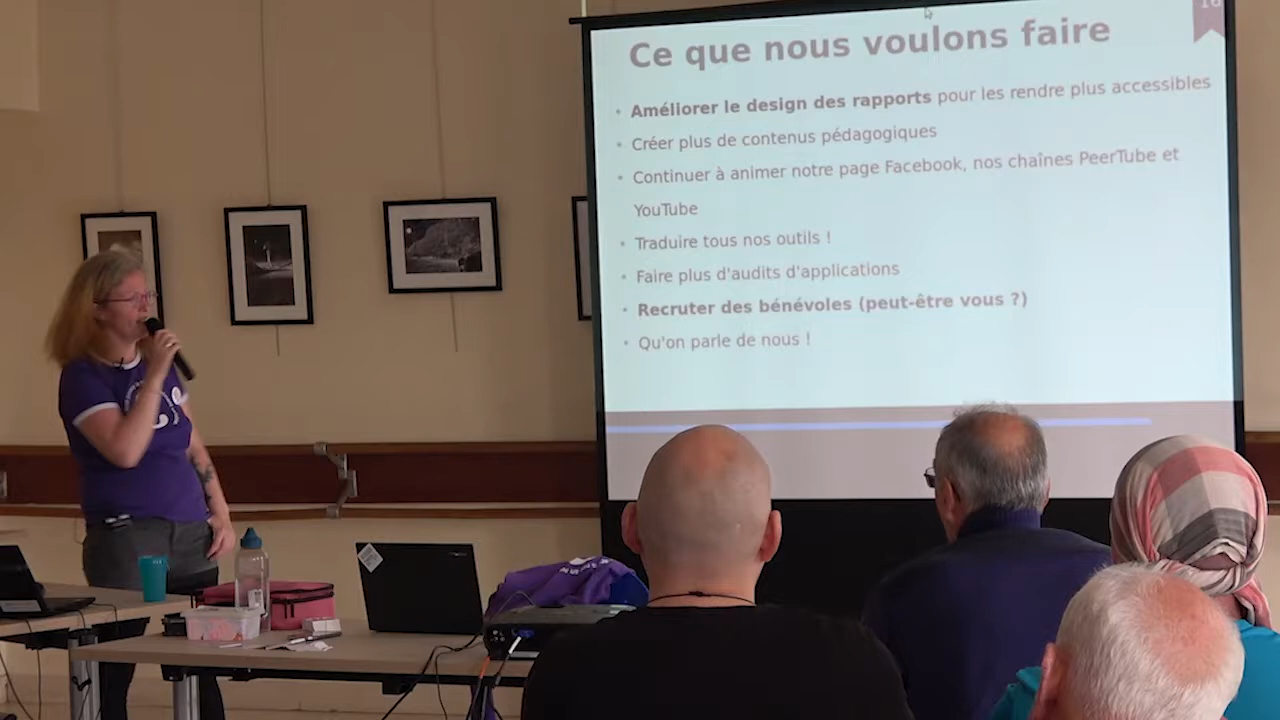 16
Ce que nous voulons faire
Améliorer le design des rapports pour les rendre plus accessibles
Créer plus de contenus pédagogiques
Continuer à animer notre page Facebook, nos chaînes PeerTube et
YouTube
Traduire tous nos outils !
Faire plus d'audits d'applications
Recruter des bénévoles (peut-être vous ?)
Qu'on parle de nous !